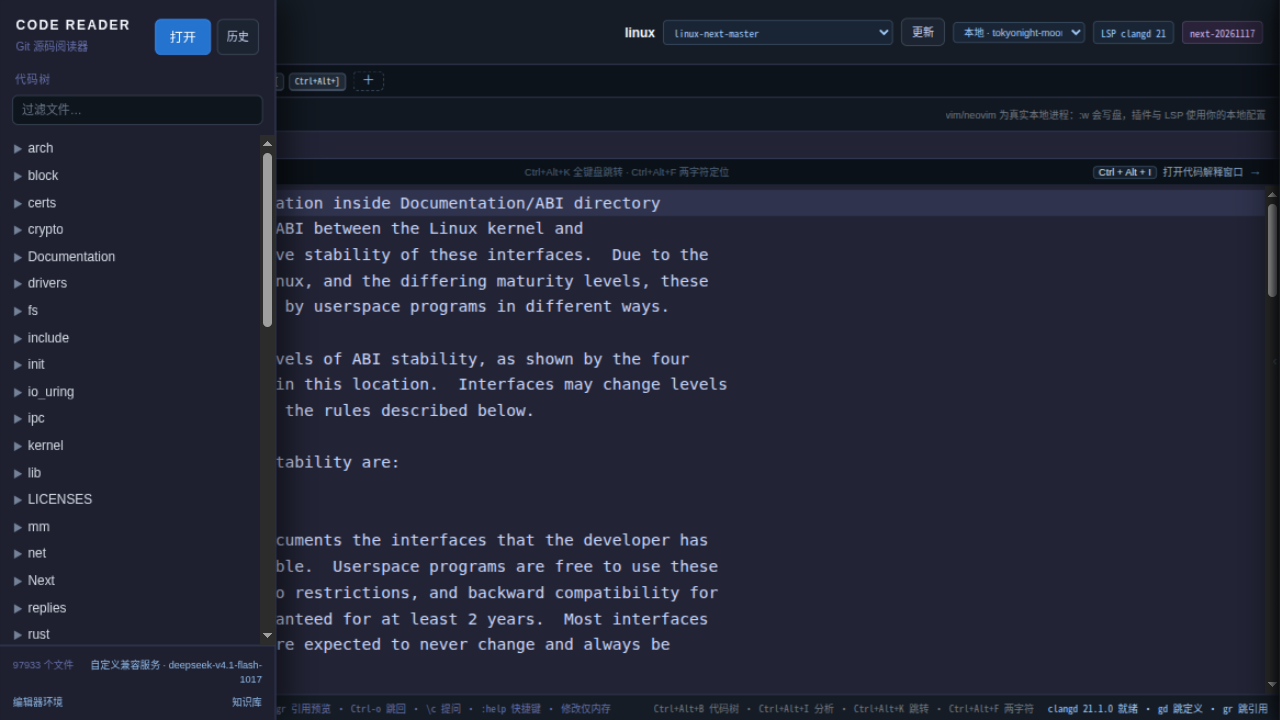 CODE READER
Git 源码阅读器
打开
历史
代码树
过滤文件…
arch
block
certs
crypto
Documentation
drivers
fs
include
init
io_uring
ipc
kernel
lib
LICENSES
mm
net
Next
replies
rust
97933 个文件
自定义兼容服务 · deepseek-v4.1-flash-1017
编辑器环境
知识库
linux
linux-next-master
更新
本地 · tokyonight-moon
LSP clangd 21
next-20261117
Ctrl+Alt+]
+
vim/neovim 为真实本地进程：:w 会写盘，插件与 LSP 使用你的本地配置
Ctrl+Alt+K 全键盘跳转 · Ctrl+Alt+F 两字符定位
Ctrl + Alt + I 打开代码解释窗口 →
ation inside Documentation/ABI directory
ABI between the Linux kernel and
ve stability of these interfaces.  Due to the
nux, and the differing maturity levels, these
by userspace programs in different ways.
vels of ABI stability, as shown by the four
in this location.  Interfaces may change levels
the rules described below.
tability are:
cuments the interfaces that the developer has
ble.  Userspace programs are free to use these
o restrictions, and backward compatibility for
anteed for at least 2 years.  Most interfaces
re expected to never change and always be
gr 引用预览 · Ctrl-o 跳回 · \c 提问 · :help 快捷键 · 修改仅内存
Ctrl+Alt+B 代码树 · Ctrl+Alt+I 分析 · Ctrl+Alt+K 跳转 · Ctrl+Alt+F 两字符
clangd 21.1.0 就绪 · gd 跳定义 · gr 跳引用